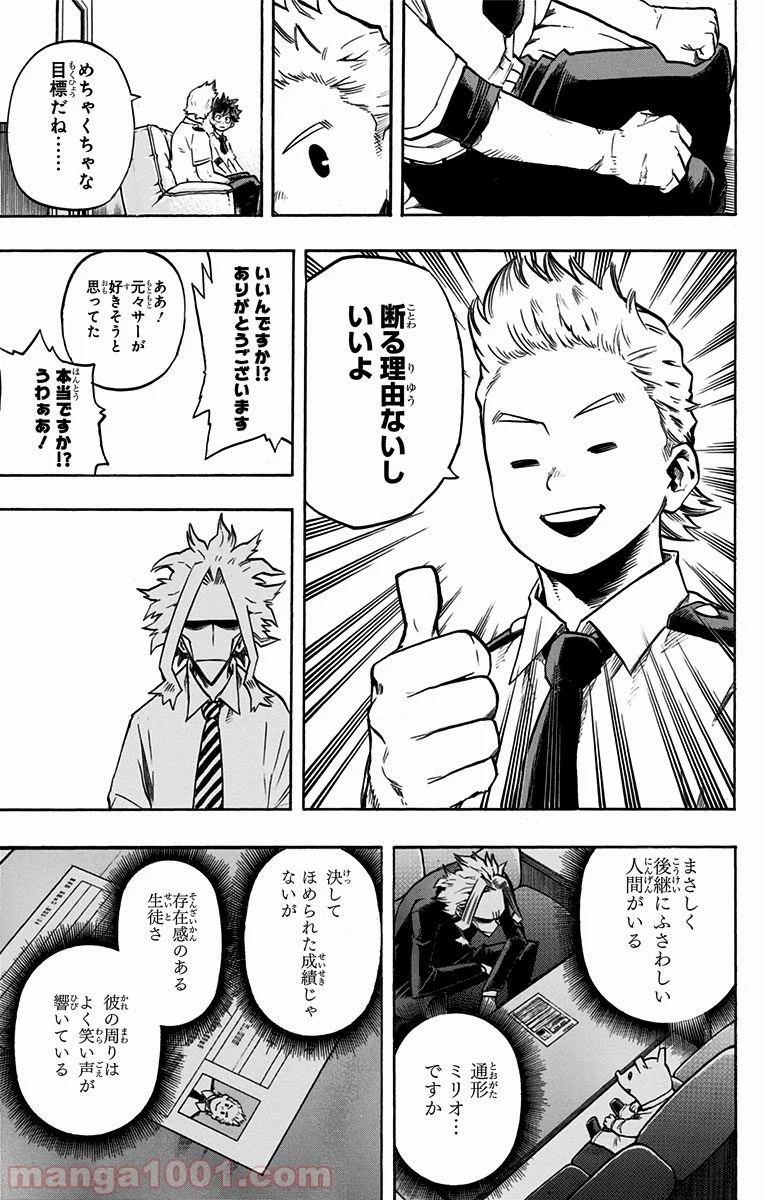 めちゃくちゃな
目標だね……
断る理由ないし
いいよ
いいんですか!?
ありがとうございます
ああ!
元々サーが
好きそうと
思ってた
本当ですか!?
うわぁあ!
まさしく
後継にふさわしい
人間がいる
通形
ミリオ…
ですか
決して
ほめられた成績じゃ
ないが
存在感のある
生徒さ
彼の周りは
よく笑い声が
響いている
manga1001.com